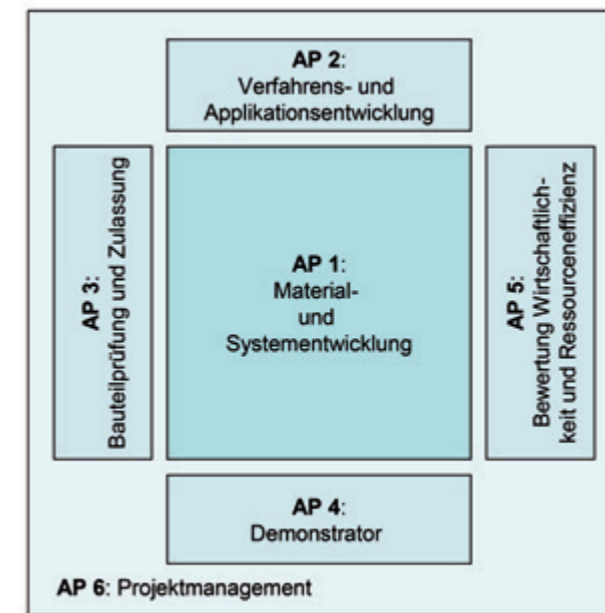 AP 2:
Verfahrens- und
Applikationsentwicklung
AP 3:
Bauteilprüfung und Zulassung
AP 1:
Material-
und
Systementwicklung
AP 5:
Bewertung Wirtschaftlich-
keit und Ressourceneffizienz
AP 4:
Demonstrator
AP 6: Projektmanagement